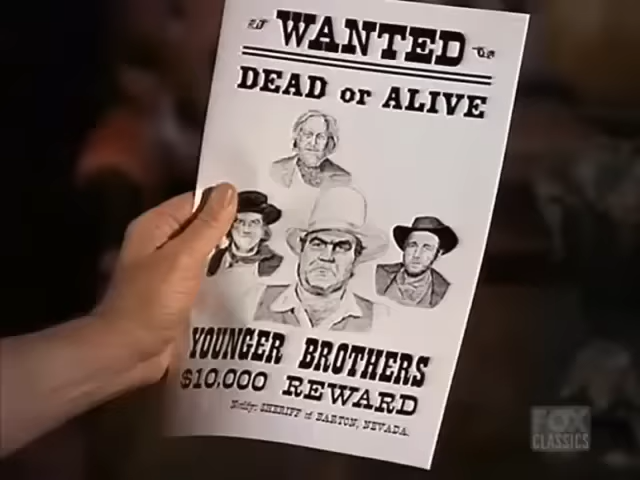 WANTED
DEAD or ALIVE
YOUNGER BROTHERS
$10,000 REWARD
Notify: SHERIFF of BARTON, NEVADA.
FOX
CLASSICS